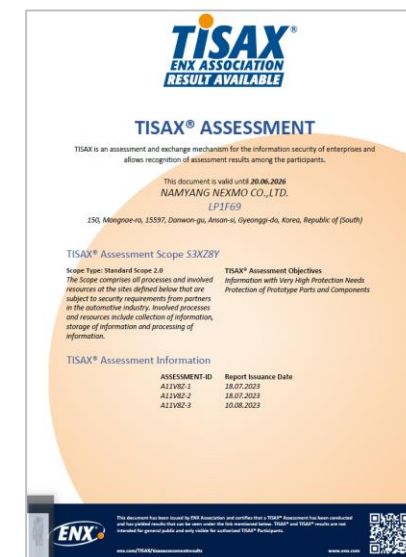 TISAX®
ENX ASSOCIATION
RESULT AVAILABLE
TISAX® ASSESSMENT
TISAX is an assessment and exchange mechanism for the information security of enterprises and
allows recognition of assessment results among the participants.
This document is valid until 20.06.2026
NAMYANG NEXMO CO.,LTD.
LP1F69
150, Mongnae-ro, 15597, Danwon-gu, Ansan-si, Gyeonggi-do, Korea, Republic of (South)
TISAX® Assessment Scope S3XZ8Y
Scope Type: Standard Scope 2.0
The Scope comprises all processes and involved
resources at the sites defined below that are
subject to security requirements from partners
in the automotive industry. Involved processes
and resources include collection of information,
storage of information and processing of
information.
TISAX® Assessment Objectives
Information with Very High Protection Needs
Protection of Prototype Parts and Components
TISAX® Assessment Information
ASSESSMENT-ID Report Issuance Date
A11V8Z-1 18.07.2023
A11V8Z-2 18.07.2023
A11V8Z-3 10.08.2023
ENX®
This document has been issued by ENX Association and certifies that a TISAX® Assessment has been conducted
and has yielded results that can be seen under the link mentioned below. TISAX® and TISAX® results are not
intended for general public and only visible for authorized TISAX® Participants.
enx.com/TISAX/tisaxassessmentresults
www.enx.com